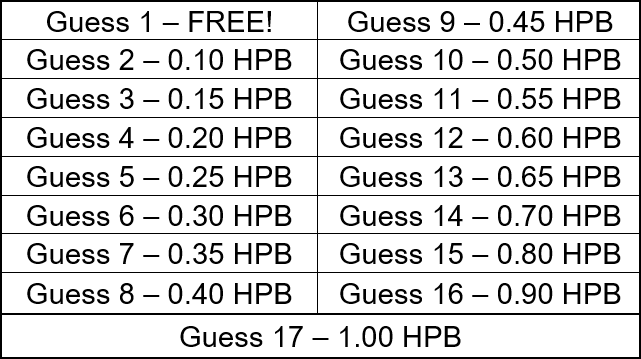 Guess 1 – FREE!
Guess 9 – 0.45 HPB
Guess 2 – 0.10 HPB
Guess 10 – 0.50 HPB
Guess 3 – 0.15 HPB
Guess 11 – 0.55 HPB
Guess 4 – 0.20 HPB
Guess 12 – 0.60 HPB
Guess 5 – 0.25 HPB
Guess 13 – 0.65 HPB
Guess 6 – 0.30 HPB
Guess 14 – 0.70 HPB
Guess 7 – 0.35 HPB
Guess 15 – 0.80 HPB
Guess 8 – 0.40 HPB
Guess 16 – 0.90 HPB
Guess 17 – 1.00 HPB